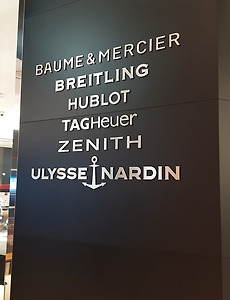 BAUME & MERCIER
BREITLING
HUBLOT
TAGHeuer
ZENITH
ULYSSE NARDIN